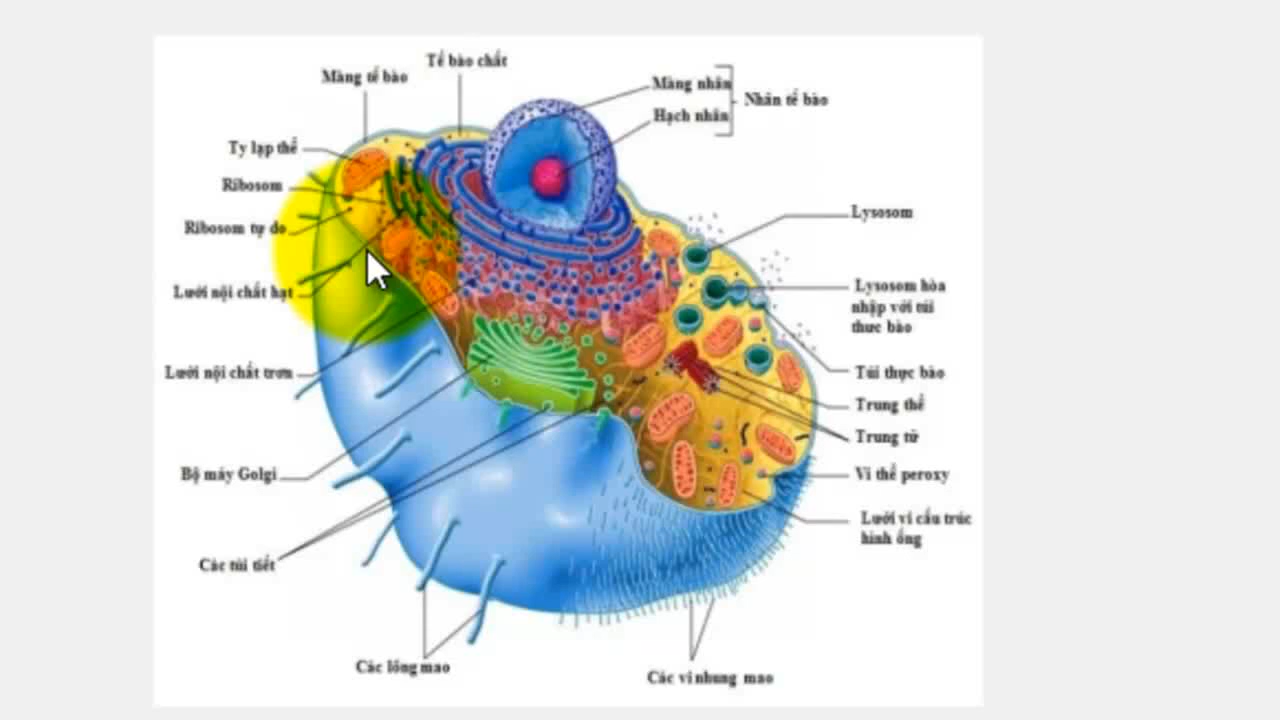 Tế bào chất
Màng tế bào
Màng nhân
Nhân tế bào
Hạch nhân
Ty lạp thể
Ribosom
Ribosom tự do
Lưới nội chất hạt
Lưới nội chất trơn
Bộ máy Golgi
Các túi tiết
Các lông mao
Các vi nhung mao
Lysosom
Lysosom hòa
nhập với túi
thưc bào
Túi thực bào
Trung thể
Trung tử
Vi thể peroxy
Lưới vi cấu trúc
hình ống